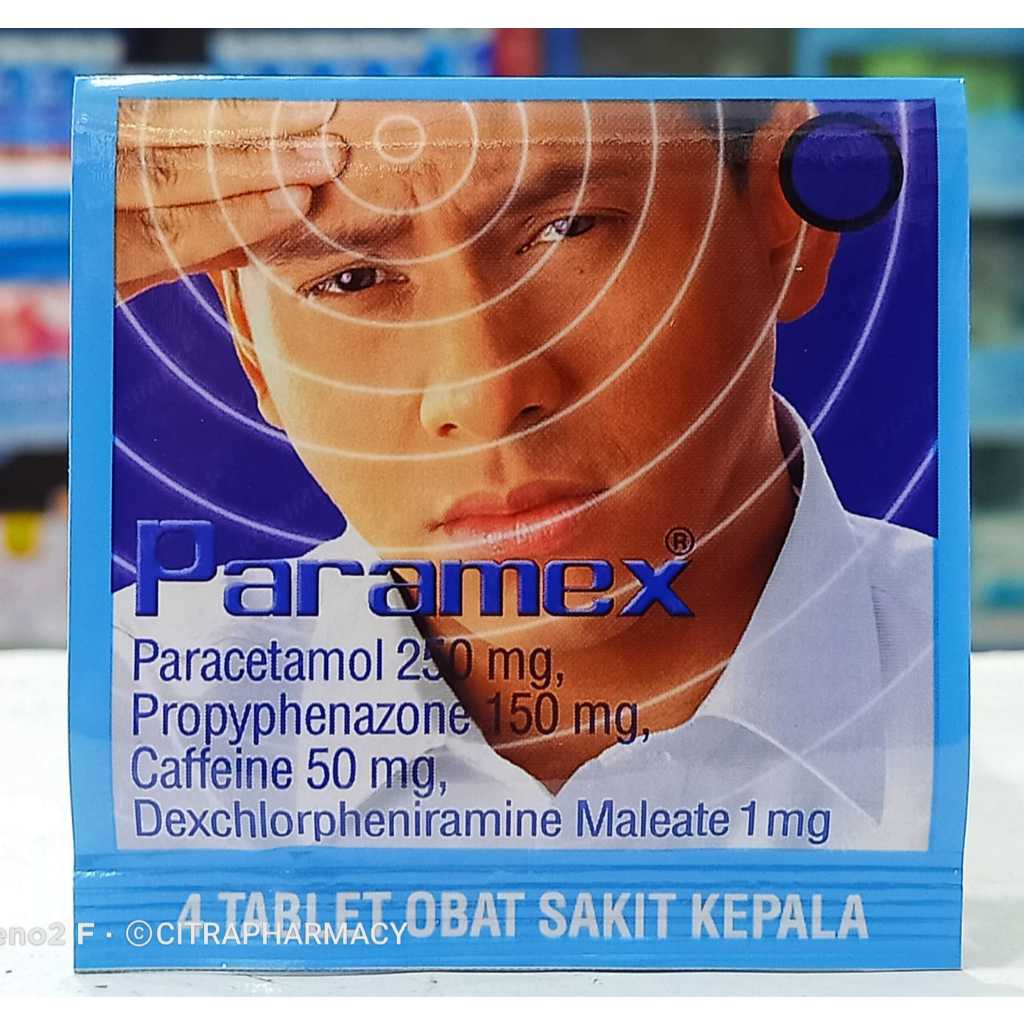 Paramex®
Paracetamol 250 mg,
Propyphenazone 150 mg,
Caffeine 50 mg,
Dexchlorpheniramine Maleate 1 mg
4 TABLET OBAT SAKIT KEPALA
F · ©CITRAPHARMACY